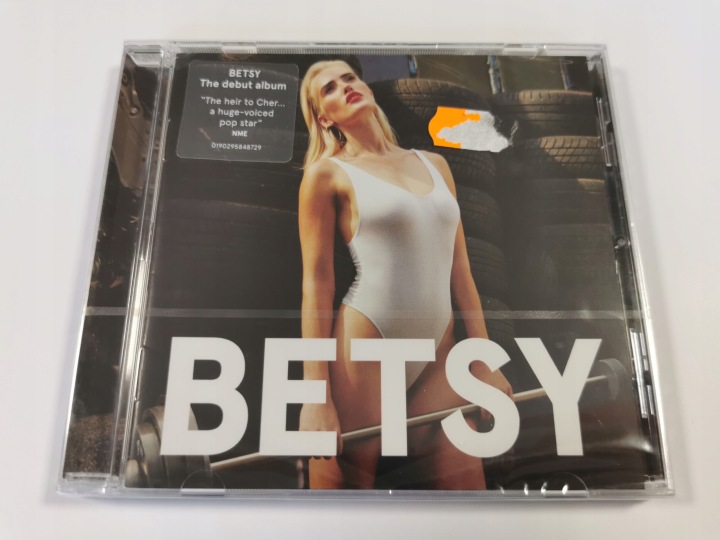 BETSY
The debut album
"The heir to Cher...
a huge-voiced
pop star"
NME
0190295848729
BETSY